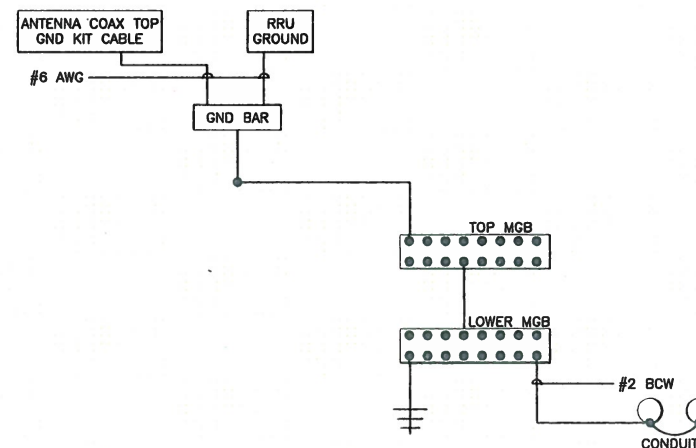 ANTENNA COAX TOP
GND KIT CABLE
RRU
GROUND
#6 AWG
GND BAR
TOP MGB
LOWER MGB
#2 BCW
CONDUIT